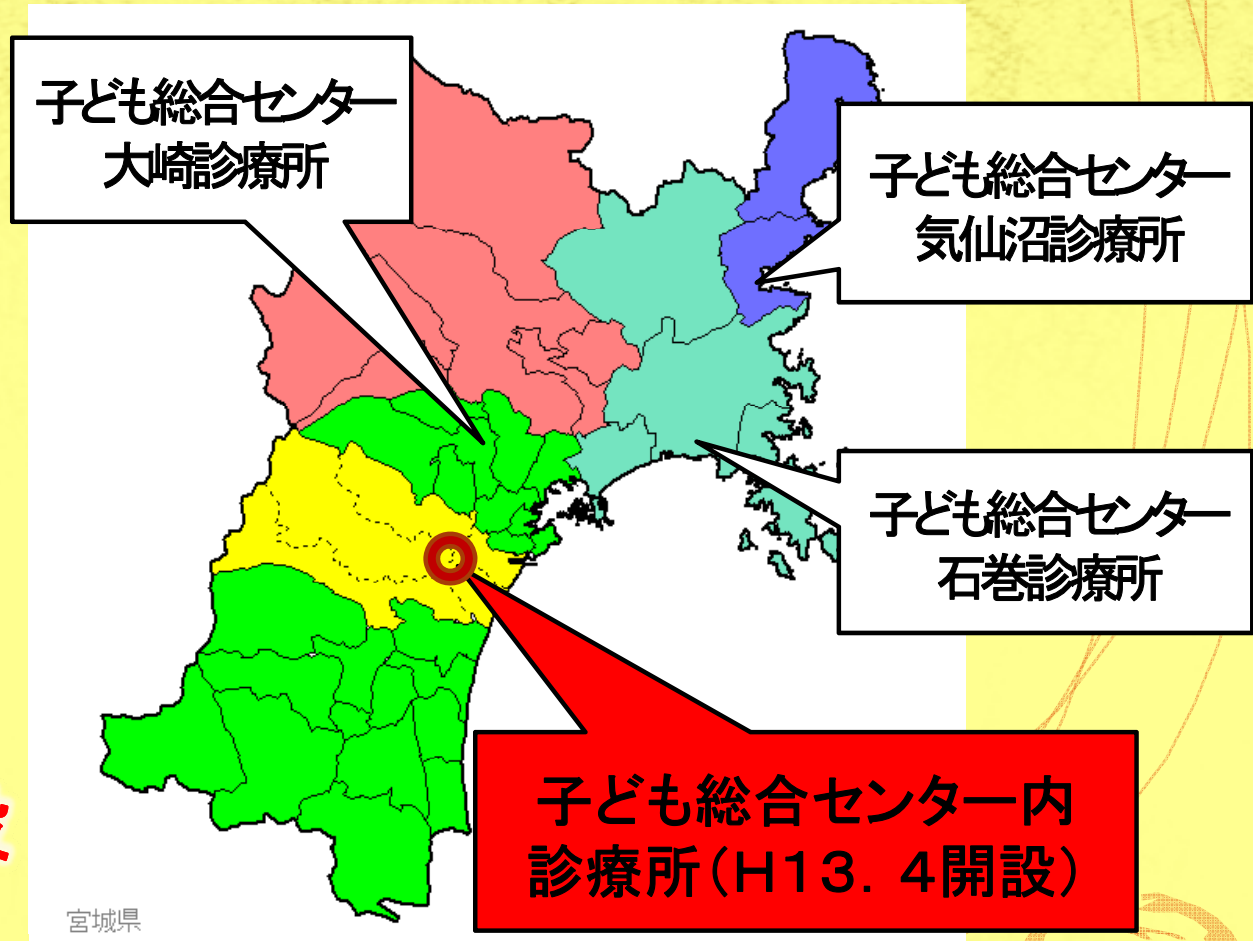 子ども総合センター
大崎診療所
子ども総合センター
気仙沼診療所
子ども総合センター
石巻診療所
子ども総合センター内
診療所(H13.4開設)
宮城県